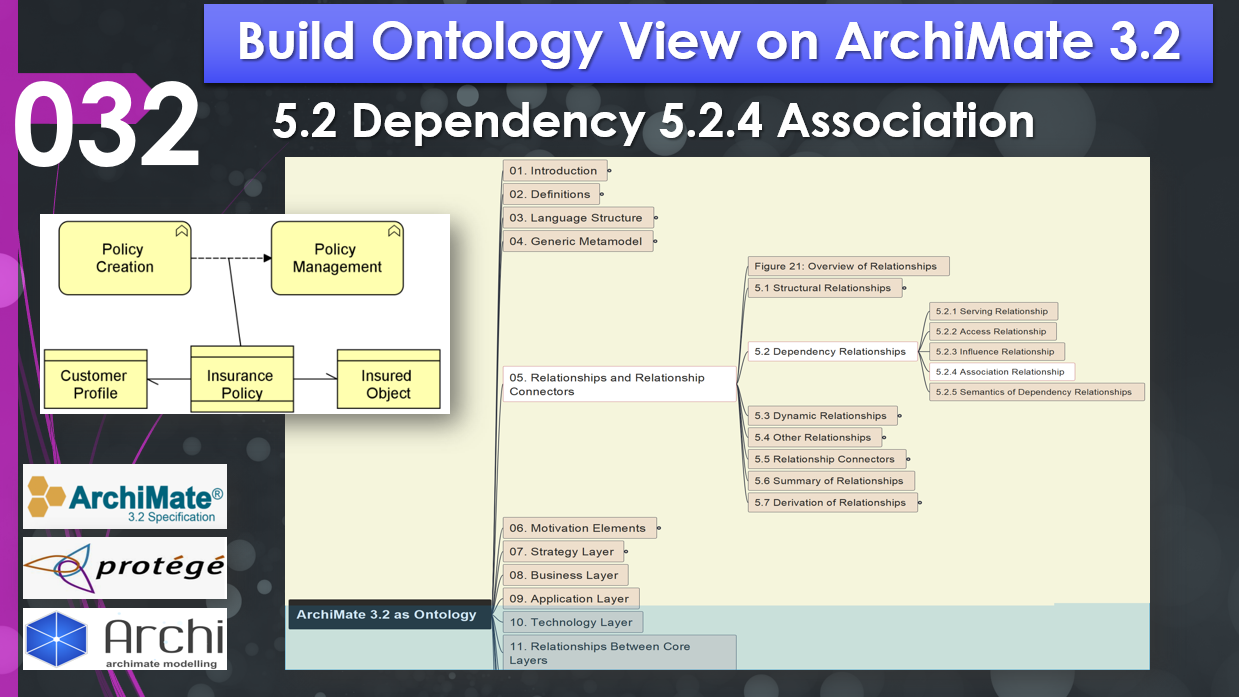 Build Ontology View on ArchiMate 3.2
032
5.2 Dependency 5.2.4 Association
Policy
Creation
Policy
Management
Customer
Profile
Insurance
Policy
Insured
Object
ArchiMate®
3.2 Specification
protégé
Archi
archimate modelling
ArchiMate 3.2 as Ontology
01. Introduction
02. Definitions
03. Language Structure
04. Generic Metamodel
05. Relationships and Relationship
Connectors
Figure 21: Overview of Relationships
5.1 Structural Relationships
5.2 Dependency Relationships
5.2.1 Serving Relationship
5.2.2 Access Relationship
5.2.3 Influence Relationship
5.2.4 Association Relationship
5.2.5 Semantics of Dependency Relationships
5.3 Dynamic Relationships
5.4 Other Relationships
5.5 Relationship Connectors
5.6 Summary of Relationships
5.7 Derivation of Relationships
06. Motivation Elements
07. Strategy Layer
08. Business Layer
09. Application Layer
10. Technology Layer
11. Relationships Between Core
Layers